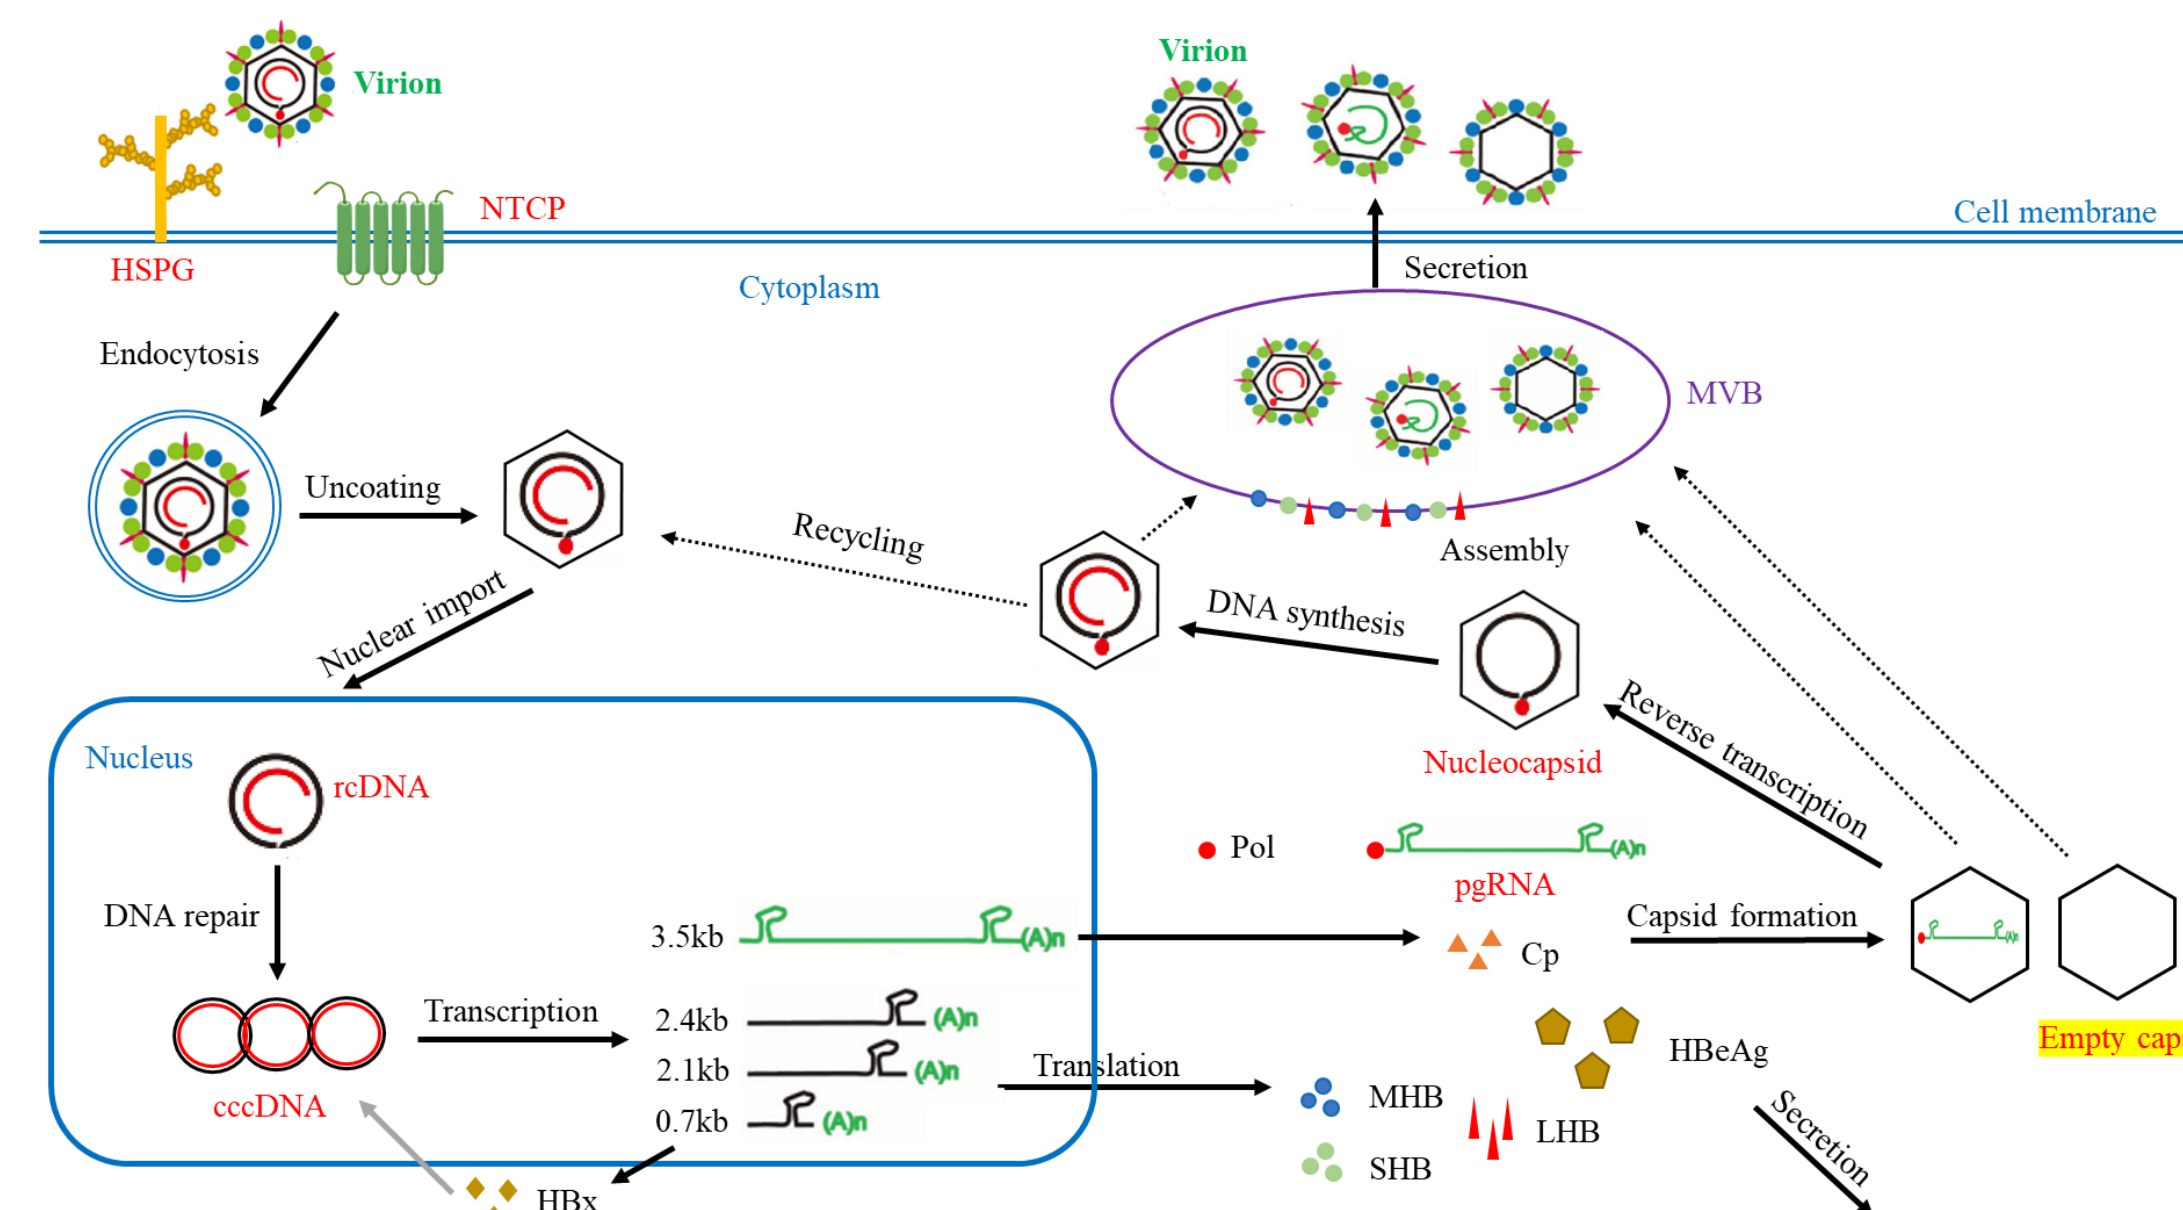 Virion
Virion
NTCP
Cell membrane
HSPG
Secretion
Cytoplasm
Endocytosis
MVB
Uncoating
Recycling
Assembly
Nuclear import
DNA synthesis
Reverse transcription
Nucleus
rcDNA
Nucleocapsid
Pol
(A)n
pgRNA
DNA repair
3.5kb
(A)n
Cp
Capsid formation
(A)n
Transcription
2.4kb
(A)n
2.1kb
(A)n
Translation
HBeAg
Empty cap
cccDNA
0.7kb
(A)n
MHB
LHB
SHB
Secretion
HBx